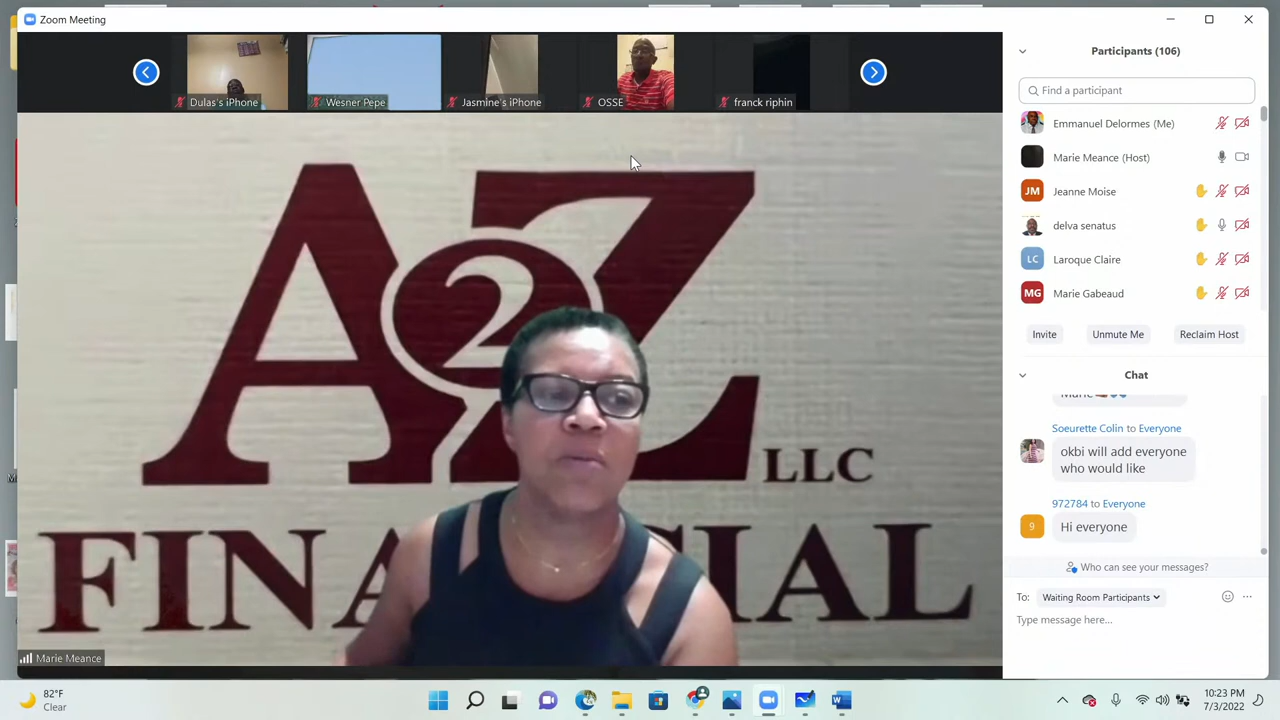 Zoom Meeting
Dulas's iPhone
Wesner Pepe
Jasmine's iPhone
OSSE
franck riphin
A2Z
LLC
Marie Meance
Participants (106)
Find a participant
Emmanuel Delormes (Me)
Marie Meance (Host)
JM
Jeanne Moise
delva senatus
LC
Laroque Claire
MG
Marie Gabeaud
Invite
Unmute Me
Reclaim Host
Chat
Soeurette Colin to Everyone
okbi will add everyone
who would like
972784 to Everyone
9
Hi everyone
Who can see your messages?
To:
Waiting Room Participants
Type message here...
82°F
Clear
10:23 PM
7/3/2022